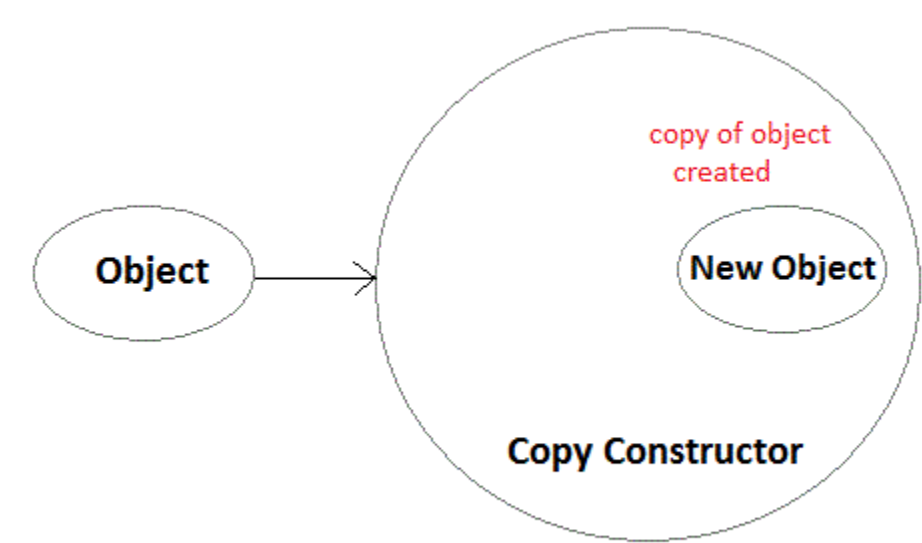 copy of object
created
Object
New Object
Copy Constructor